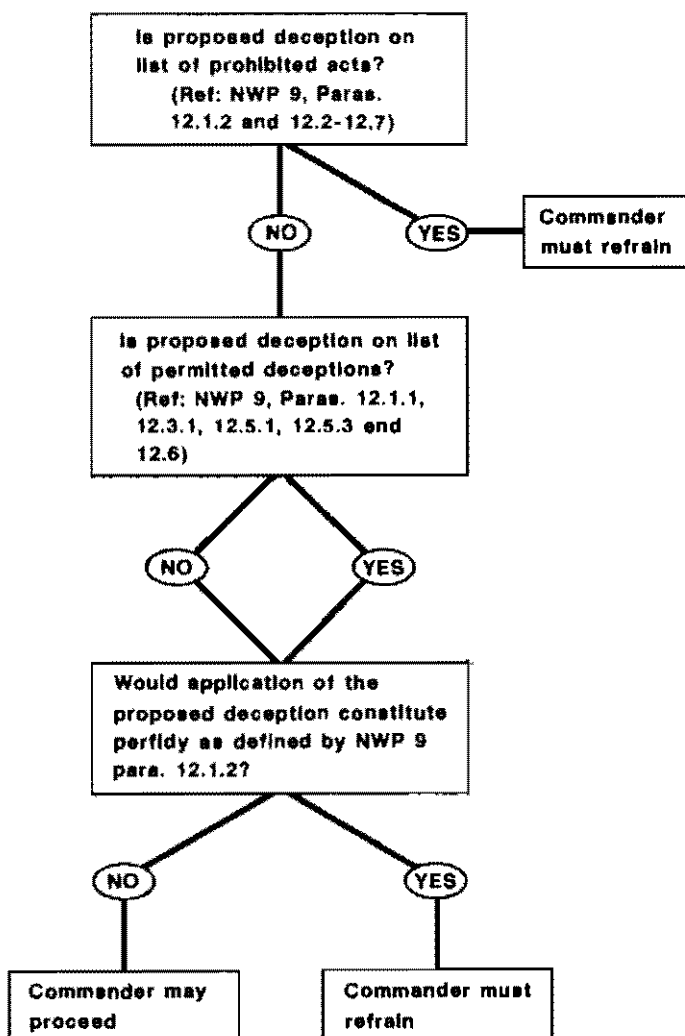 Is proposed deception on
list of prohibited acts?
(Ref: NWP 9, Paras.
12.1.2 and 12.2-12.7)
NO
YES
Commander
must refrain
Is proposed deception on list
of permitted deceptions?
(Ref: NWP 9, Paras. 12.1.1,
12.3.1, 12.5.1, 12.5.3 end
12.6)
NO
YES
Would application of the
proposed deception constitute
perfidy as defined by NWP 9
para. 12.1.2?
NO
YES
Commander may
proceed
Commander must
refrain